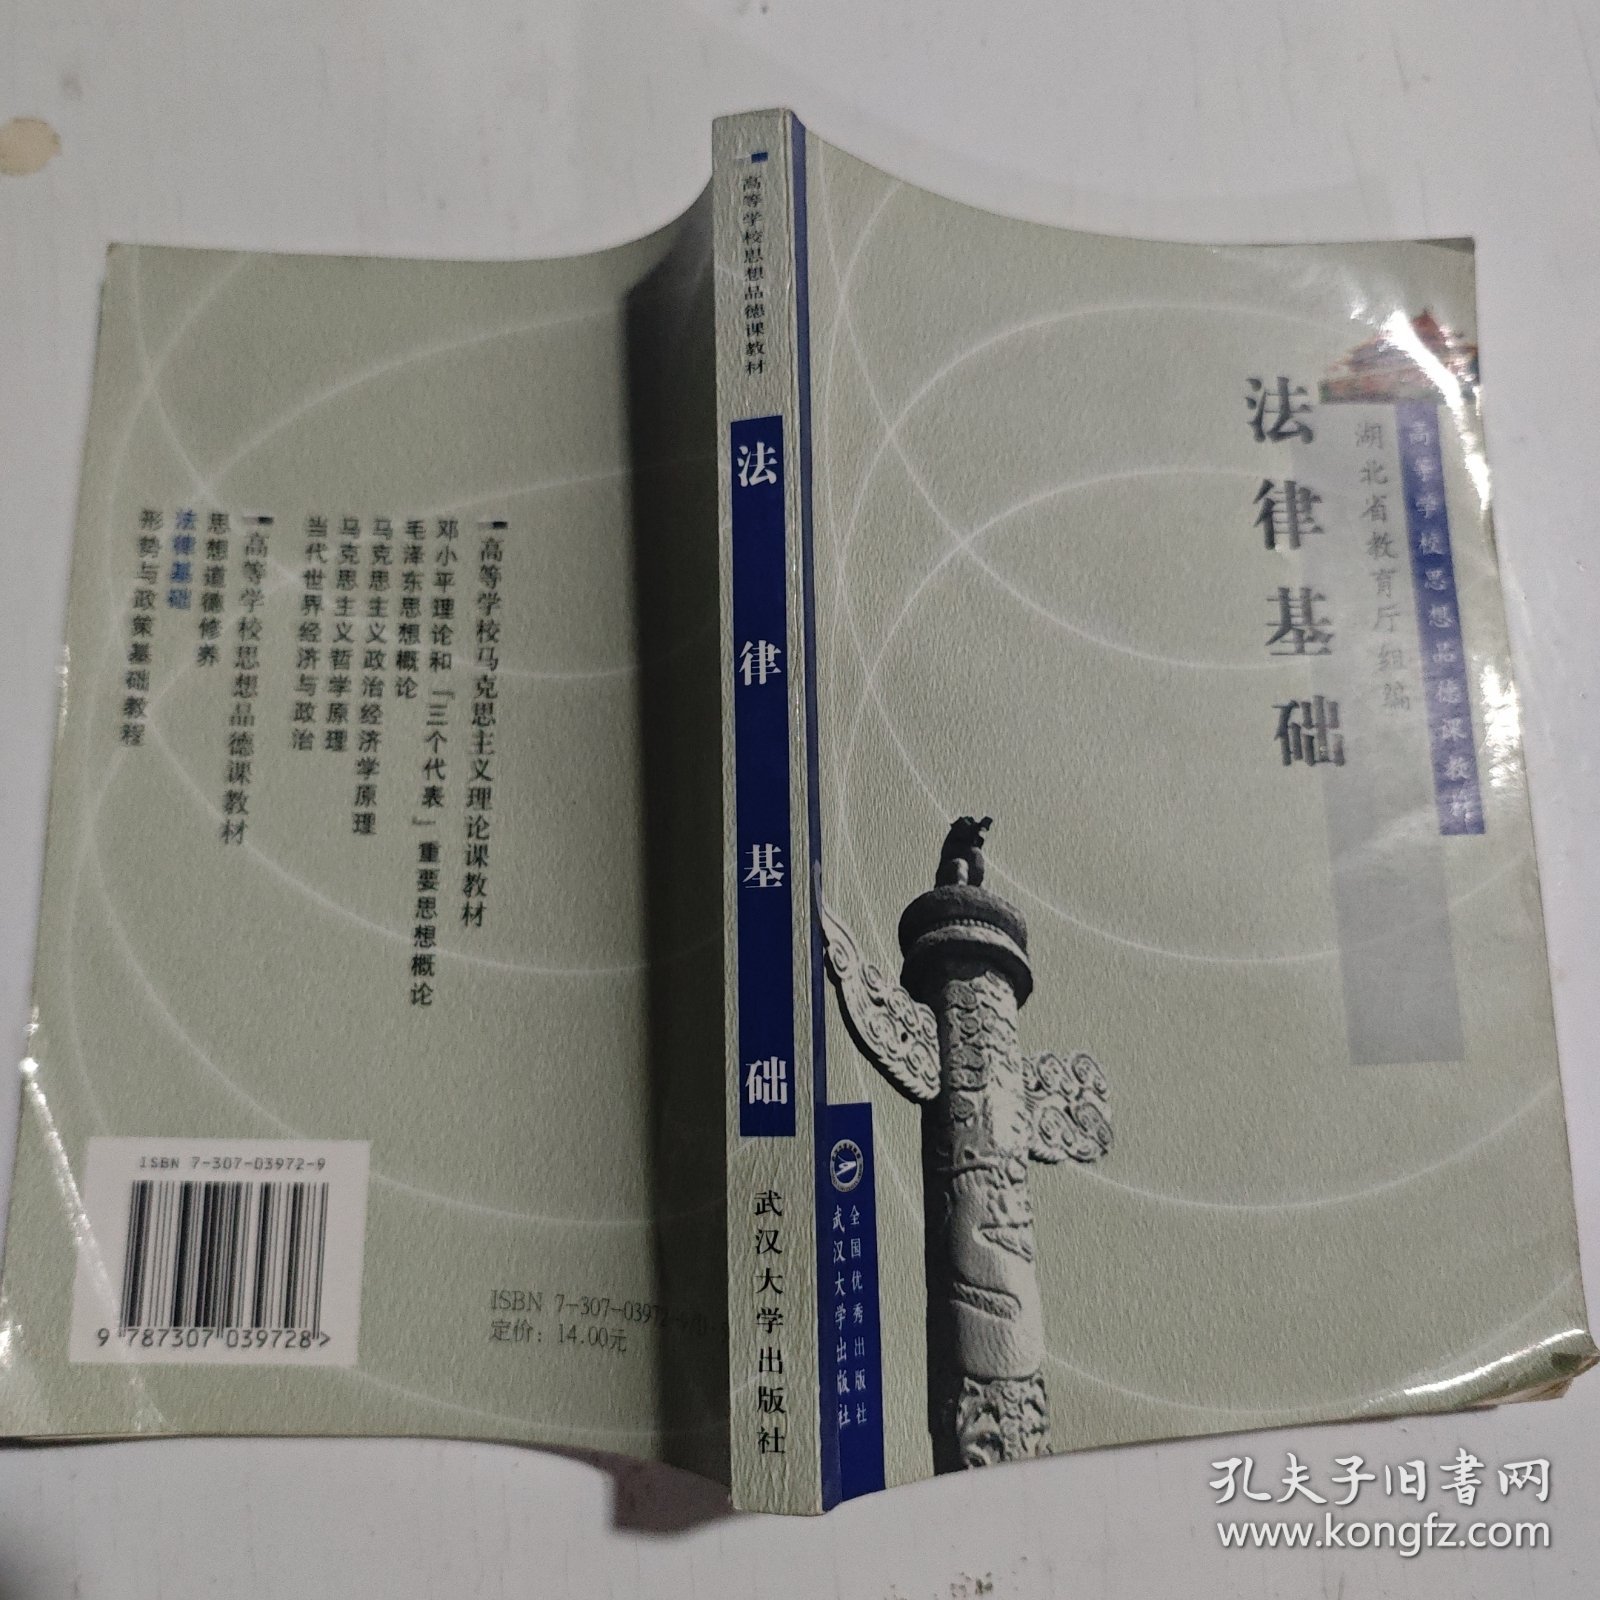 高等学校思想品德课教材
湖北省教育厅组编
法律基础
全国优秀出版社
武汉大学出版社
高等学校思想品德课教材
法律基础
武汉大学出版社
高等学校马克思主义理论课教材
邓小平理论和「三个代表」重要思想概论
毛泽东思想概论
马克思主义政治经济学原理
马克思主义哲学原理
当代世界经济与政治
高等学校思想品德课教材
思想道德修养
法律基础
形势与政策基础教程
ISBN 7-307-03972-9
9 787307 039728>
ISBN 7-307-03972-9/D·
定价：14.00元
孔夫子旧书网
www.kongfz.com